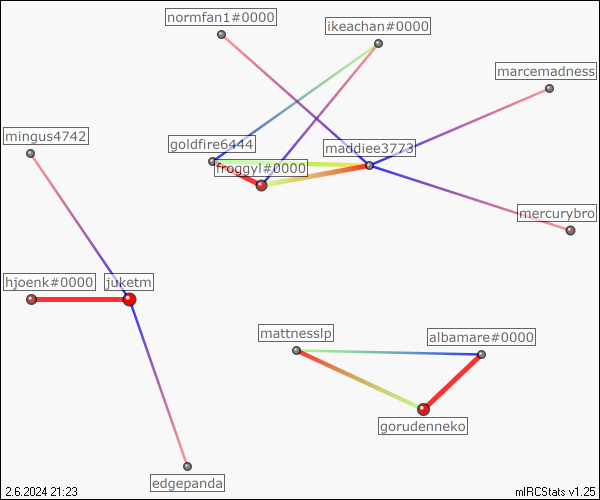 normfan1#0000
ikeachan#0000
marcemadness
mingus4742
goldfire6444
maddiee3773
froggyl#0000
mercurybro
hjoenk#0000
juketm
mattnesslp
albamare#0000
gorudenneko
edgepanda
2.6.2024 21:23
mIRCStats v1.25